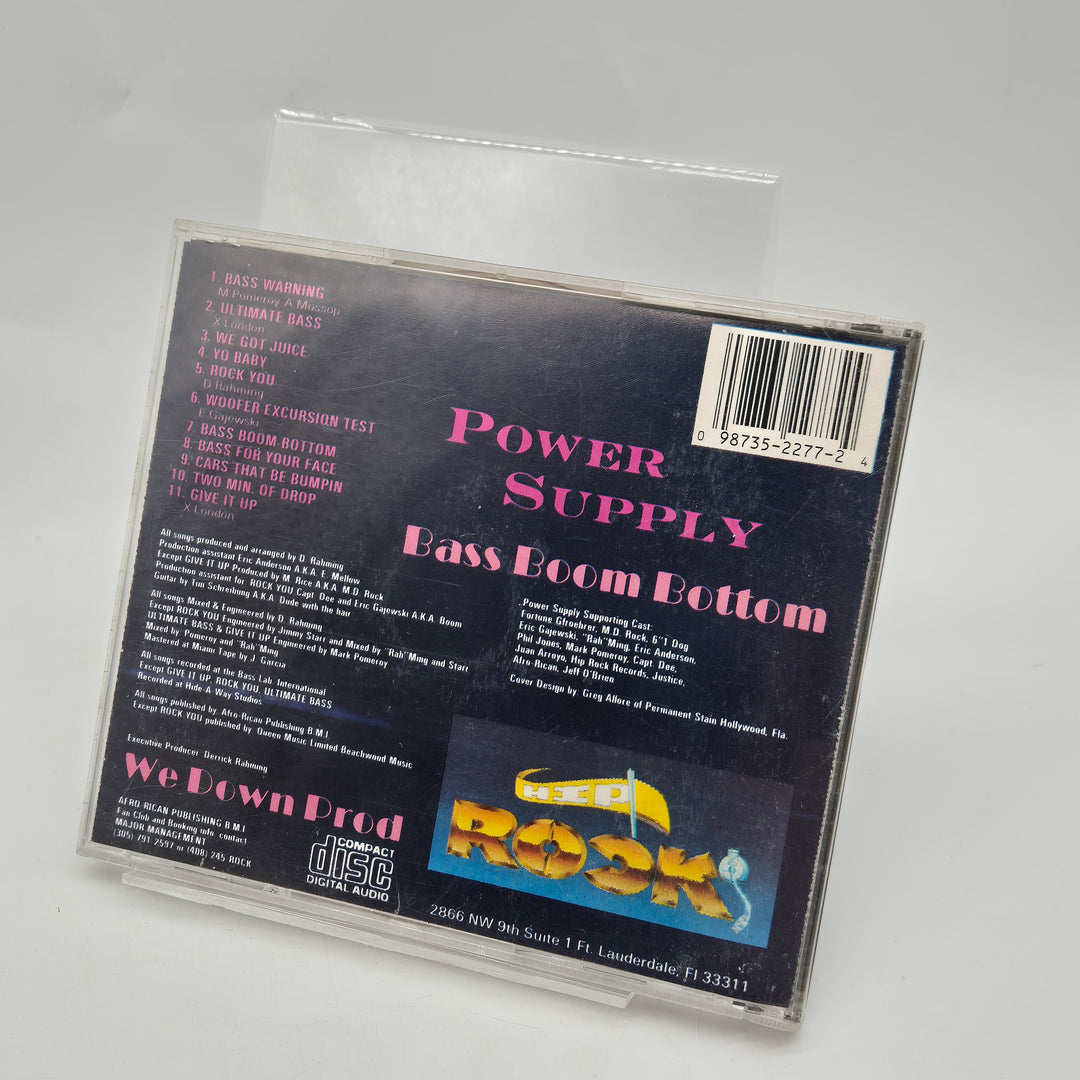 1. BASS WARNING
M Pomeroy A Mossop
2. ULTIMATE BASS
X London
3. WE GOT JUICE
4. YO BABY
5. ROCK YOU
D Rahming
6. WOOFER EXCURSION TEST
E Gajewski
7. BASS BOOM BOTTOM
8. BASS FOR YOUR FACE
9. CARS THAT BE BUMPIN
10. TWO MIN. OF DROP
11. GIVE IT UP
X London
All songs produced and arranged by D. Rahming
Production assistant Eric Anderson A.K.A. E. Mellow
Except GIVE IT UP Produced by M. Rice A.K.A. M.D. Rock
Production assistant for ROCK YOU Capt. Dee and Eric Gajewski A.K.A. Boom
Guitar by Tim Schreibung A.K.A. Dude with the hair
All songs Mixed & Engineered by D. Rahming
Except ROCK YOU Engineered by Jimmy Starr and Mixed by "Rah"Ming and Starr
ULTIMATE BASS & GIVE IT UP Engineered by Mark Pomeroy
Mixed by Pomeroy and "Rah"Ming
Mastered at Miami Tape by J Garcia
All songs recorded at the Bass Lab International
Except GIVE IT UP, ROCK YOU, ULTIMATE BASS
Recorded at Hide A Way Studios
All songs published by Afro-Rican Publishing B.M.I.
Except ROCK YOU published by Queen Music Limited Beachwood Music
Executive Producer Derrick Rahming
We Down Prod
AFRO-RICAN PUBLISHING B.M.I.
Fan Club and Booking info contact
MAJOR MANAGEMENT
(305) 791 2597 or (408) 245 ROCK
COMPACT
disc
DIGITAL AUDIO
0 98735-2277-2 4
POWER
SUPPLY
Bass Boom Bottom
Power Supply Supporting Cast:
Fortune Gfroehrer, M.D. Rock, 6"1 Dog
Eric Gajewski, "Rah"Ming, Eric Anderson,
Phil Jones, Mark Pomeroy, Capt. Dee,
Juan Arroyo, Hip Rock Records, Justice,
Afro-Rican, Jeff O'Brien
Cover Design by Greg Allore of Permanent Stain Hollywood, Fla.
HIP
ROCK
2866 NW 9th Suite 1 Ft. Lauderdale, Fl 33311